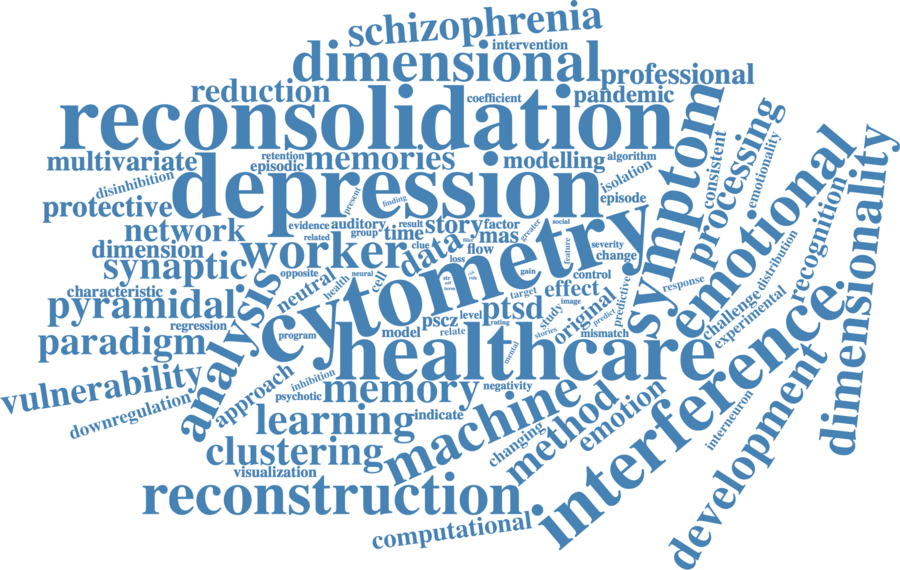 schizophrenia
intervention
dimensional
professional
reduction
coefficient
pandemic
reconsolidation
symptom
multivariate
retention
episodic
memories
modelling
algorithm
consistent
processing
emotionality
disinhibition
depression
isolation
episode
present
finding
protective
network
evidence
auditory
result
story
factor
greater
social
related
group
time
clue
mas
dimension
worker
data
flow
feature
severity
change
synaptic
opposite
neural
health
cell
loss
gain
control
emotional
recognition
dimensionality
characteristic
neutral
cytometry
target
effect
response
distribution
pyramidal
analysis
regression
program
model
pscz
level
ptsd
rating
relate
study
image
original
predict
predictive
stories
mismatch
challenge
experimental
paradigm
healthcare
mental
vulnerability
approach
inhibition
psychotic
memory
negativity
interference
downregulation
learning
indicate
machine
method
emotion
changing
interneuron
development
clustering
visualization
reconstruction
computational